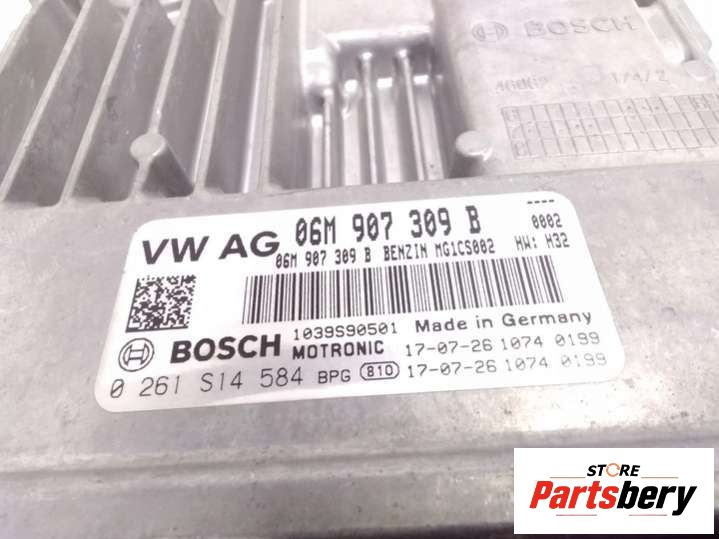 BOSCH
1/4/2
VW AG 06M 907 309 B
----
0002
06M 907 309 B BENZIN MG1CS002 HW: H32
1039S90501 Made in Germany
BOSCH MOTRONIC 17-07-26 1074 0199
0 261 S14 584 BPG 810 17-07-26 1074 0199
STORE
Partsbery